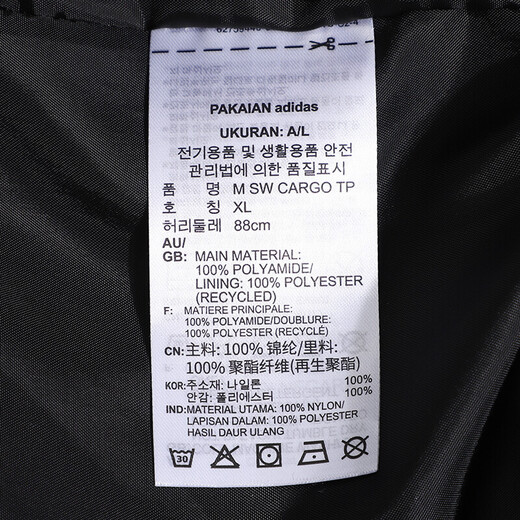 PAKAIAN adidas
UKURAN: A/L
전기용품 및 생활용품 안전
관리법에 의한 품질표시
품 명 M SW CARGO TP
호 칭 XL
허리둘레 88cm
AU/
GB: MAIN MATERIAL:
100% POLYAMIDE/
LINING: 100% POLYESTER
(RECYCLED)
F: MATIERE PRINCIPALE:
100% POLYAMIDE/DOUBLURE:
100% POLYESTER (RECYCLÉ)
CN: 主料: 100% 锦纶/里料:
100% 聚酯纤维(再生聚酯)
KOR: 주소재: 나일론 100%
안감: 폴리에스터 100%
IND: MATERIAL UTAMA: 100% NYLON/
LAPISAN DALAM: 100% POLYESTER
HASIL DAUR ULANG
30